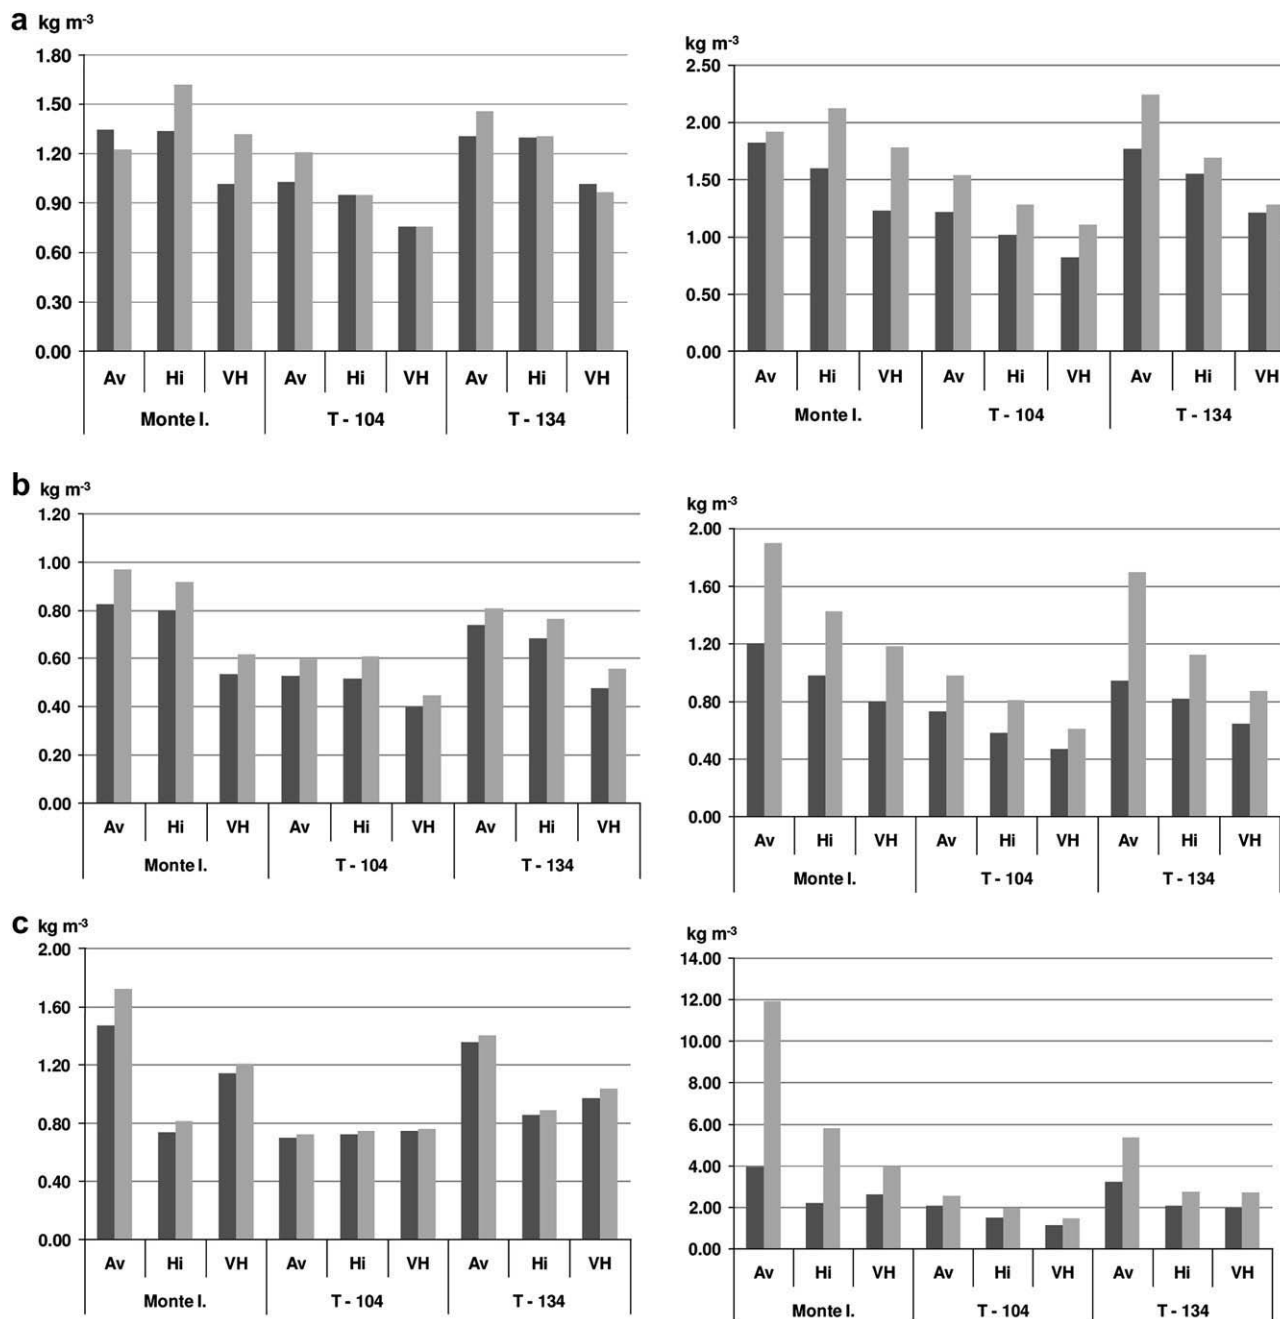 a kg m-3
1.80
1.50
1.20
0.90
0.60
0.30
0.00
Av Hi VH Av Hi VH Av Hi VH
Monte I. T - 104 T - 134
kg m-3
2.50
2.00
1.50
1.00
0.50
0.00
Av Hi VH Av Hi VH Av Hi VH
Monte I. T - 104 T - 134
b kg m-3
1.20
1.00
0.80
0.60
0.40
0.20
0.00
Av Hi VH Av Hi VH Av Hi VH
Monte I. T - 104 T - 134
kg m-3
2.00
1.60
1.20
0.80
0.40
0.00
Av Hi VH Av Hi VH Av Hi VH
Monte I. T - 104 T - 134
c kg m-3
2.00
1.60
1.20
0.80
0.40
0.00
Av Hi VH Av Hi VH Av Hi VH
Monte I. T - 104 T - 134
kg m-3
14.00
12.00
10.00
8.00
6.00
4.00
2.00
0.00
Av Hi VH Av Hi VH Av Hi VH
Monte I. T - 104 T - 134